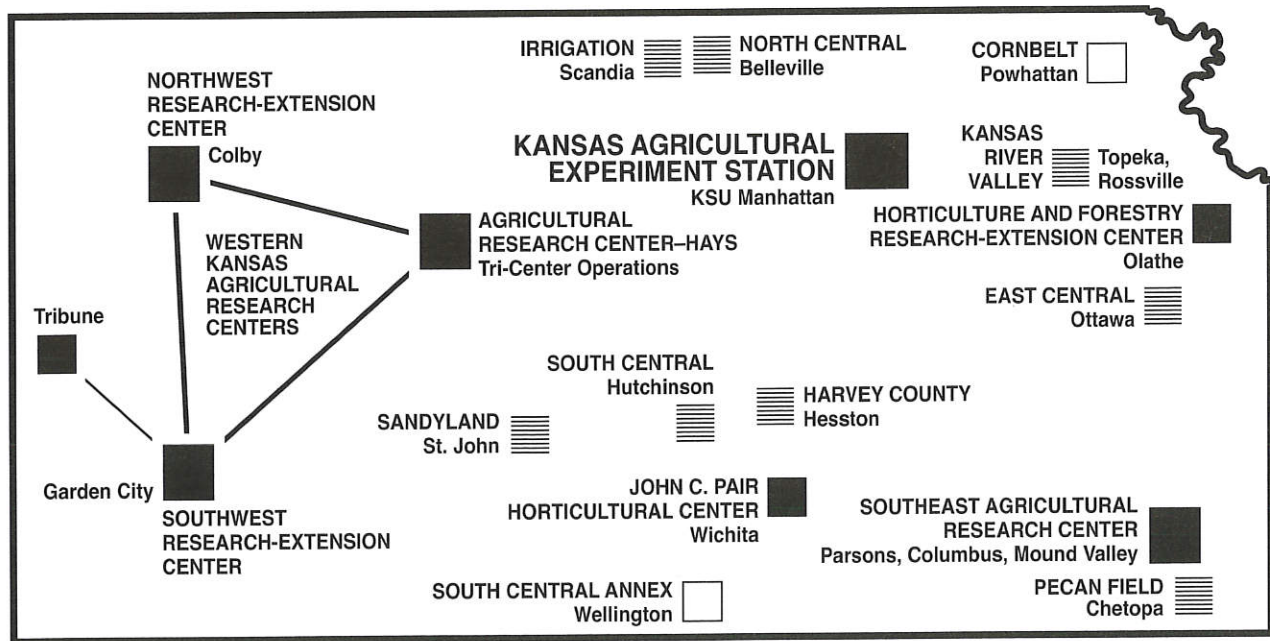 IRRIGATION
Scandia
NORTH CENTRAL
Belleville
CORNBELT
Powhattan
NORTHWEST
RESEARCH-EXTENSION
CENTER
Colby
KANSAS AGRICULTURAL
EXPERIMENT STATION
KSU Manhattan
KANSAS
RIVER
VALLEY
Topeka,
Rossville
AGRICULTURAL
RESEARCH CENTER–HAYS
Tri-Center Operations
HORTICULTURE AND FORESTRY
RESEARCH-EXTENSION CENTER
Olathe
WESTERN
KANSAS
AGRICULTURAL
RESEARCH
CENTERS
EAST CENTRAL
Ottawa
Tribune
SOUTH CENTRAL
Hutchinson
HARVEY COUNTY
Hesston
SANDYLAND
St. John
Garden City
SOUTHWEST
RESEARCH-EXTENSION
CENTER
JOHN C. PAIR
HORTICULTURAL CENTER
Wichita
SOUTHEAST AGRICULTURAL
RESEARCH CENTER
Parsons, Columbus, Mound Valley
SOUTH CENTRAL ANNEX
Wellington
PECAN FIELD
Chetopa